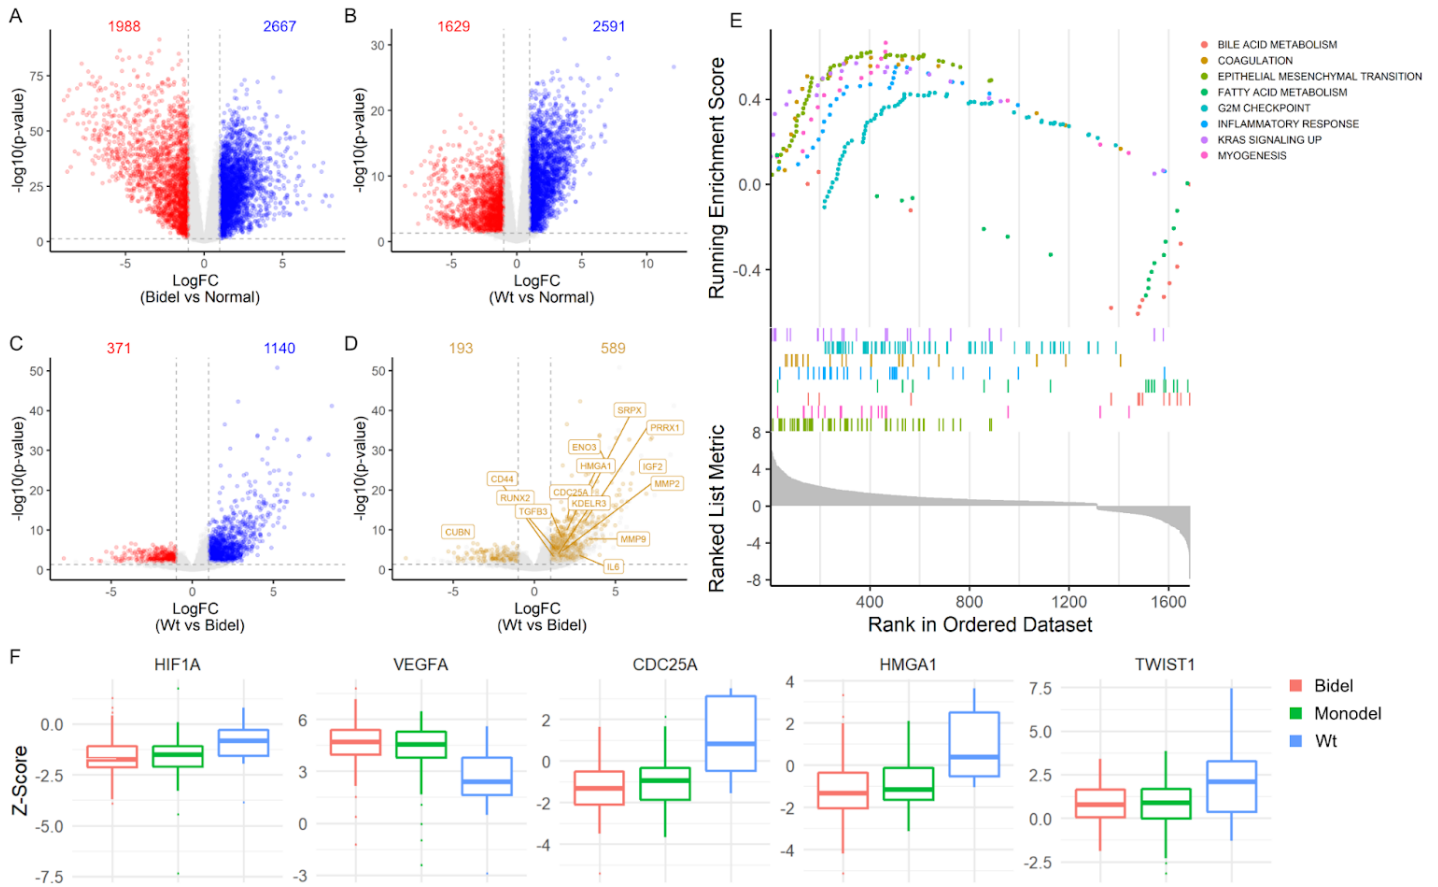 A
1988
2667
75
50
25
0
-log10(p-value)
-5
0
5
LogFC
(Bidel vs Normal)
B
1629
2591
30
20
10
0
-log10(p-value)
-5
0
5
10
LogFC
(Wt vs Normal)
C
371
1140
50
40
30
20
10
0
-log10(p-value)
-5
0
5
LogFC
(Wt vs Bidel)
D
193
589
50
40
30
20
10
0
-log10(p-value)
SRPX
PRRX1
ENO3
HMGA1
IGF2
CD44
MMP2
CDC25A
RUNX2
KDELR3
TGFB3
CUBN
MMP9
IL6
-5
0
5
LogFC
(Wt vs Bidel)
E
Running Enrichment Score
0.4
0.0
-0.4
BILE ACID METABOLISM
COAGULATION
EPITHELIAL MESENCHYMAL TRANSITION
FATTY ACID METABOLISM
G2M CHECKPOINT
INFLAMMATORY RESPONSE
KRAS SIGNALING UP
MYOGENESIS
Ranked List Metric
8
4
0
-4
-8
400
800
1200
1600
Rank in Ordered Dataset
F
Z-Score
HIF1A
0.0
-2.5
-5.0
-7.5
VEGFA
6
3
0
-3
CDC25A
2
0
-2
-4
HMGA1
4
2
0
-2
-4
TWIST1
7.5
5.0
2.5
0.0
-2.5
Bidel
Monodel
Wt